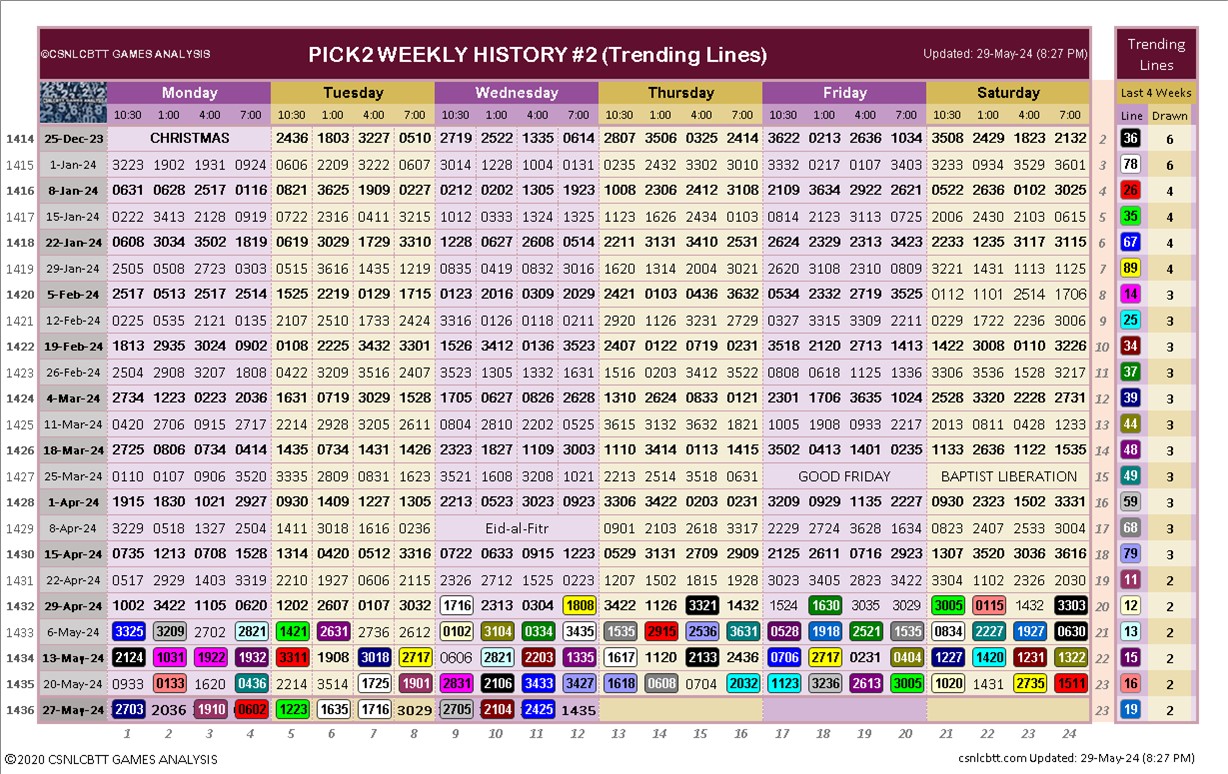 ©CSNLCBTT GAMES ANALYSIS PICK2 WEEKLY HISTORY #2 (Trending Lines) Updated: 29-May-24 (8:27 PM) Trending Lines
Monday Tuesday Wednesday Thursday Friday Saturday Last 4 Weeks
10:30 1:00 4:00 7:00 10:30 1:00 4:00 7:00 10:30 1:00 4:00 7:00 10:30 1:00 4:00 7:00 10:30 1:00 4:00 7:00 10:30 1:00 4:00 7:00 Line Drawn
1414 25-Dec-23 CHRISTMAS 2436 1803 3227 0510 2719 2522 1335 0614 2807 3506 0325 2414 3622 0213 2636 1034 3508 2429 1823 2132 2 36 6
1415 1-Jan-24 3223 1902 1931 0924 0606 2209 3222 0607 3014 1228 1004 0131 0235 2432 3302 3010 3332 0217 0107 3403 3233 0934 3529 3601 3 78 6
1416 8-Jan-24 0631 0628 2517 0116 0821 3625 1909 0227 0212 0202 1305 1923 1008 2306 2412 3108 2109 3634 2922 2621 0522 2636 0102 3025 4 26 4
1417 15-Jan-24 0222 3413 2128 0919 0722 2316 0411 3215 1012 0333 1324 1325 1123 1626 2434 0103 0814 2123 3113 0725 2006 2430 2103 0615 5 35 4
1418 22-Jan-24 0608 3034 3502 1819 0619 3029 1729 3310 1228 0627 2608 0514 2211 3131 3410 2531 2624 2329 2313 3423 2233 1235 3117 3115 6 67 4
1419 29-Jan-24 2505 0508 2723 0303 0515 3616 1435 1219 0835 0419 0832 3016 1620 1314 2004 3021 2620 3108 2310 0809 3221 1431 1113 1125 7 89 4
1420 5-Feb-24 2517 0513 2517 2514 1525 2219 0129 1715 0123 2016 0309 2029 2421 0103 0436 3632 0534 2332 2719 3525 0112 1101 2514 1706 8 14 3
1421 12-Feb-24 0225 0535 2121 0135 2107 2510 1733 2424 3316 0126 0118 0211 2920 1126 3231 2729 0327 3315 3309 2211 0229 1722 2236 3006 9 25 3
1422 19-Feb-24 1813 2935 3024 0902 0108 2225 3432 3301 1526 3412 0136 3523 2407 0122 0719 0231 3518 2120 2713 1413 1422 3008 0110 3226 10 34 3
1423 26-Feb-24 2504 2908 3207 1808 0422 3209 3516 2407 3523 1305 1332 1631 1516 0203 3412 3522 0808 0618 1125 1336 3306 3536 1528 3217 11 37 3
1424 4-Mar-24 2734 1223 0223 2036 1631 0719 3029 1528 1705 0627 0826 2628 1310 2624 0833 0121 2301 1706 3635 1024 2528 3320 2228 2731 12 39 3
1425 11-Mar-24 0420 2706 0915 2717 2214 2928 3205 2611 0804 2810 2202 0525 3615 3132 3632 1821 1005 1908 0933 2217 2013 0811 0428 1233 13 44 3
1426 18-Mar-24 2725 0806 0734 0414 1435 0734 1431 1426 2323 1827 1109 3003 1110 3414 0113 1415 3502 0413 1401 0235 1133 2636 1122 1535 14 48 3
1427 25-Mar-24 0110 0107 0906 3520 3335 2809 0831 1623 3521 1608 3208 1021 2213 2514 3518 0631 GOOD FRIDAY BAPTIST LIBERATION 15 49 3
1428 1-Apr-24 1915 1830 1021 2927 0930 1409 1227 1305 2213 0523 3023 0923 3306 3422 0203 0231 3209 0929 1135 2227 0930 2323 1502 3331 16 59 3
1429 8-Apr-24 3229 0518 1327 2504 1411 3018 1616 0236 Eid-al-Fitr 0901 2103 2618 3317 2229 2724 3628 1634 0823 2407 2533 3004 17 68 3
1430 15-Apr-24 0735 1213 0708 1528 1314 0420 0512 3316 0722 0633 0915 1223 0529 3131 2709 2909 2125 2611 0716 2923 1307 3520 3036 3616 18 79 3
1431 22-Apr-24 0517 2929 1403 3319 2210 1927 0606 2115 2326 2712 1525 0223 1207 1502 1815 1928 3023 3405 2823 3422 3304 1102 2326 2030 19 11 2
1432 29-Apr-24 1002 3422 1105 0620 1202 2607 0107 3032 1716 2313 0304 1808 3422 1126 3321 1432 1524 1630 3035 3029 3005 0115 1432 3303 20 12 2
1433 6-May-24 3325 3209 2702 2821 1421 2631 2736 2612 0102 3104 0334 3435 1535 2915 2536 3631 0528 1918 2521 1535 0834 2227 1927 0630 21 13 2
1434 13-May-24 2124 1031 1922 1932 3311 1908 3018 2717 0606 2821 2203 1335 1617 1120 2133 2436 0706 2717 0231 0404 1227 1420 1231 1322 22 15 2
1435 20-May-24 0933 0133 1620 0436 2214 3514 1725 1901 2831 2106 3433 3427 1618 0608 0704 2032 1123 3236 2613 3005 1020 1431 2735 1511 23 16 2
1436 27-May-24 2703 2036 1910 0602 1223 1635 1716 3029 2705 2104 2425 1435 23 19 2
1 2 3 4 5 6 7 8 9 10 11 12 13 14 15 16 17 18 19 20 21 22 23 24
©2020 CSNLCBTT GAMES ANALYSIS csnlcbtt.com Updated: 29-May-24 (8:27 PM)